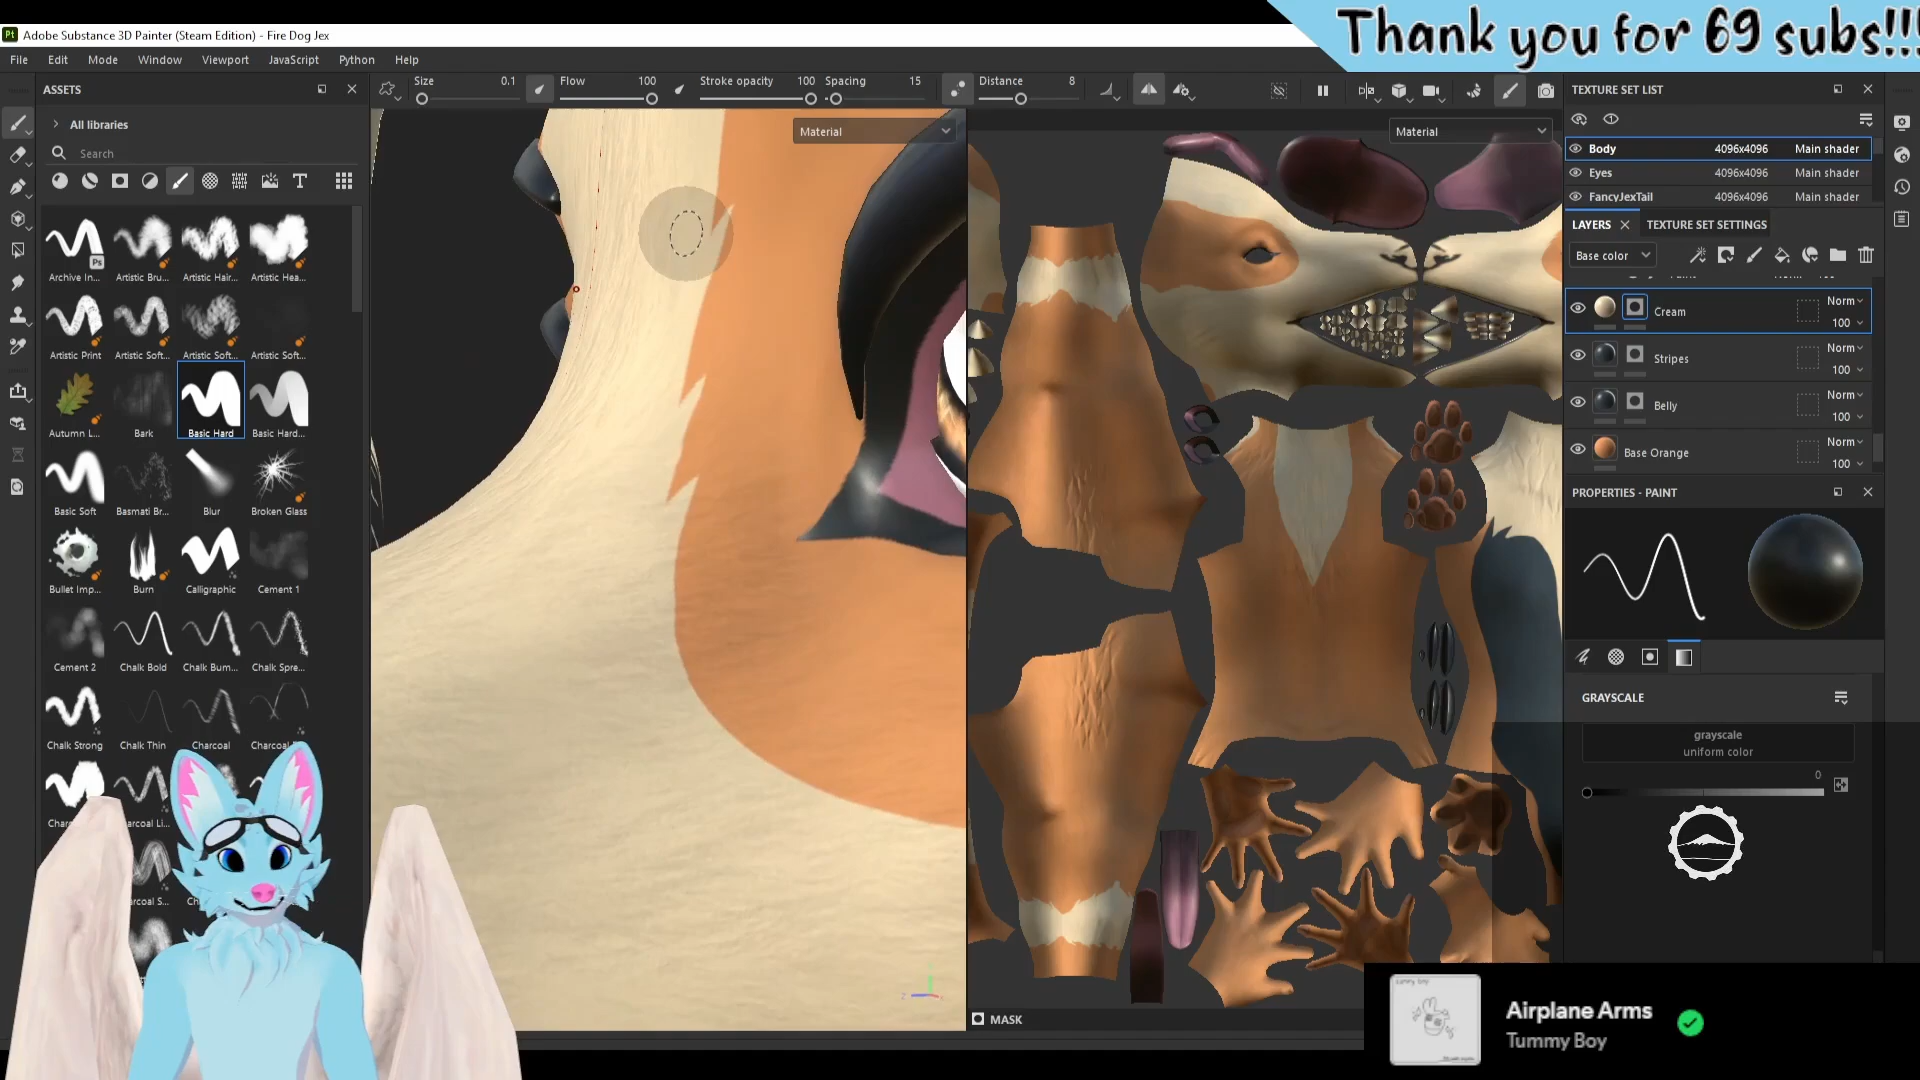 Thank you for 69 subs!!!
Adobe Substance 3D Painter (Steam Edition) - Fire Dog Jex
File Edit Mode Window Viewport JavaScript Python Help
ASSETS
Size 0.1 Flow 100 Stroke opacity 100 Spacing 15 Distance 8
TEXTURE SET LIST
All libraries
Search
Material
Material
Body 4096x4096 Main shader
Eyes 4096x4096 Main shader
FancyJexTail 4096x4096 Main shader
LAYERS TEXTURE SET SETTINGS
Base color
Cream Norm 100
Stripes Norm 100
Belly Norm 100
Base Orange Norm 100
Ps
Archive In... Artistic Bru... Artistic Hair... Artistic Hea...
Artistic Print Artistic Soft... Artistic Soft... Artistic Soft...
Autumn L... Bark Basic Hard Basic Hard...
Basic Soft Basmati Br... Blur Broken Glass
Bullet Imp... Burn Calligraphic Cement 1
Cement 2 Chalk Bold Chalk Bum... Chalk Spre...
Chalk Strong Chalk Thin Charcoal Charcoal
PROPERTIES - PAINT
GRAYSCALE
grayscale
uniform color
0
MASK
Airplane Arms
Tummy Boy